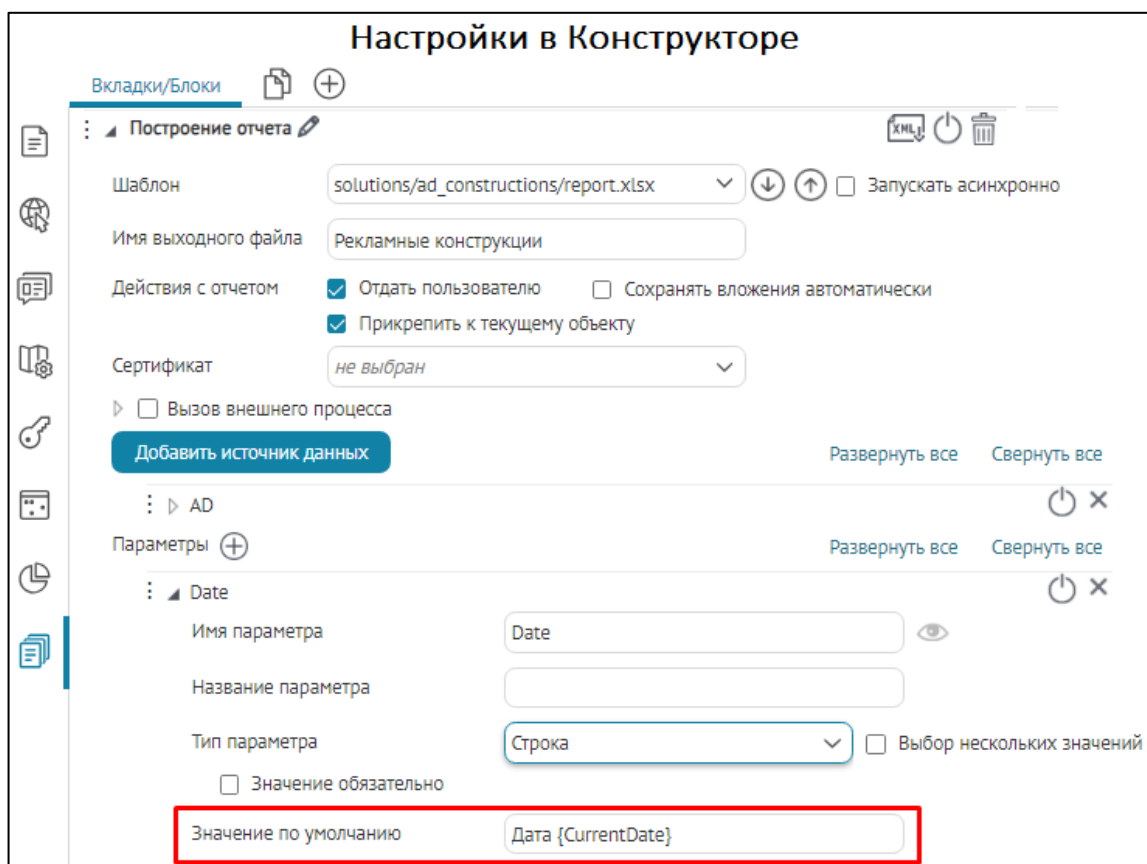 Настройки в Конструкторе
Вкладки/Блоки
Построение отчета
XML
Шаблон
solutions/ad_constructions/report.xlsx
Запускать асинхронно
Имя выходного файла
Рекламные конструкции
Действия с отчетом
Отдать пользователю
Сохранять вложения автоматически
Прикрепить к текущему объекту
Сертификат
не выбран
Вызов внешнего процесса
Добавить источник данных
Развернуть все
Свернуть все
AD
Параметры
Развернуть все
Свернуть все
Date
Имя параметра
Date
Название параметра
Тип параметра
Строка
Выбор нескольких значений
Значение обязательно
Значение по умолчанию
Дата {CurrentDate}